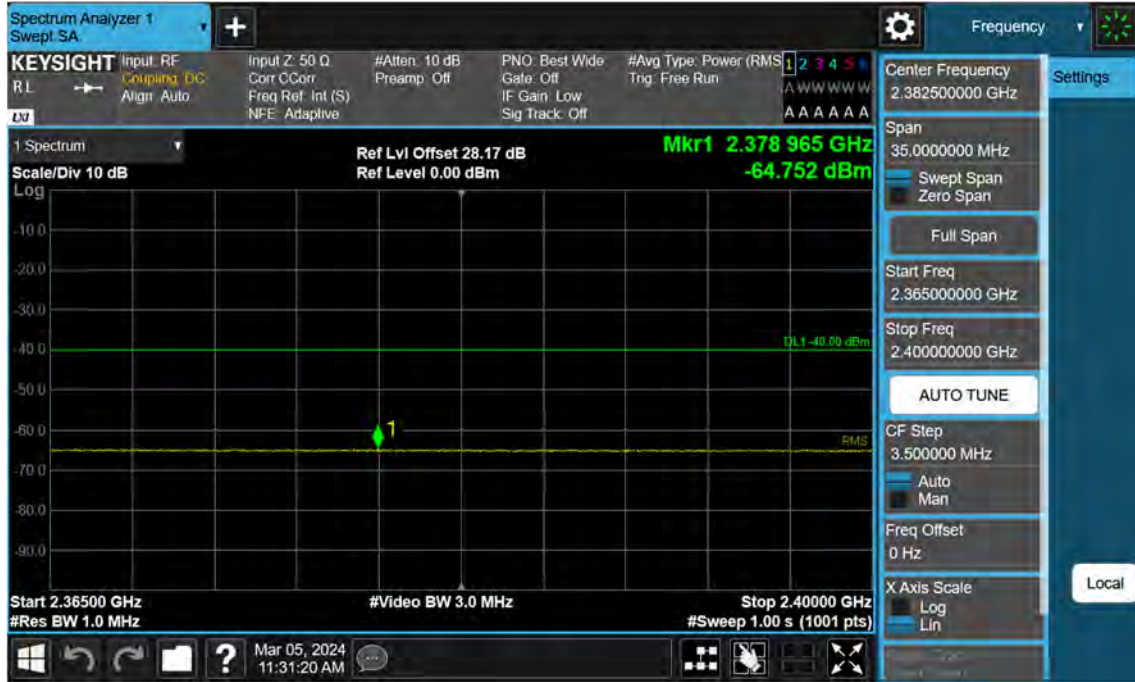 Spectrum Analyzer 1
Swept SA
Frequency
KEYSIGHT
RL
LXI
Input: RF
Coupling: DC
Align: Auto
Input Z: 50 Ω
Corr CCorr
Freq Ref: Int (S)
NFE: Adaptive
#Atten: 10 dB
Preamp: Off
PNO: Best Wide
Gate: Off
IF Gain: Low
Sig Track: Off
#Avg Type: Power (RMS
Trig: Free Run
1 2 3 4 5 6
A W W W W W
A A A A A A
1 Spectrum
Scale/Div 10 dB
Log
Ref Lvl Offset 28.17 dB
Ref Level 0.00 dBm
Mkr1 2.378 965 GHz
-64.752 dBm
-10.0
-20.0
-30.0
-40.0
-50.0
-60.0
-70.0
-80.0
-90.0
DL1 -40.00 dBm
1
RMS
Start 2.36500 GHz
#Res BW 1.0 MHz
#Video BW 3.0 MHz
Stop 2.40000 GHz
#Sweep 1.00 s (1001 pts)
Center Frequency
2.382500000 GHz
Settings
Span
35.0000000 MHz
Swept Span
Zero Span
Full Span
Start Freq
2.365000000 GHz
Stop Freq
2.400000000 GHz
AUTO TUNE
CF Step
3.500000 MHz
Auto
Man
Freq Offset
0 Hz
X Axis Scale
Log
Lin
Local
?
Mar 05, 2024
11:31:20 AM